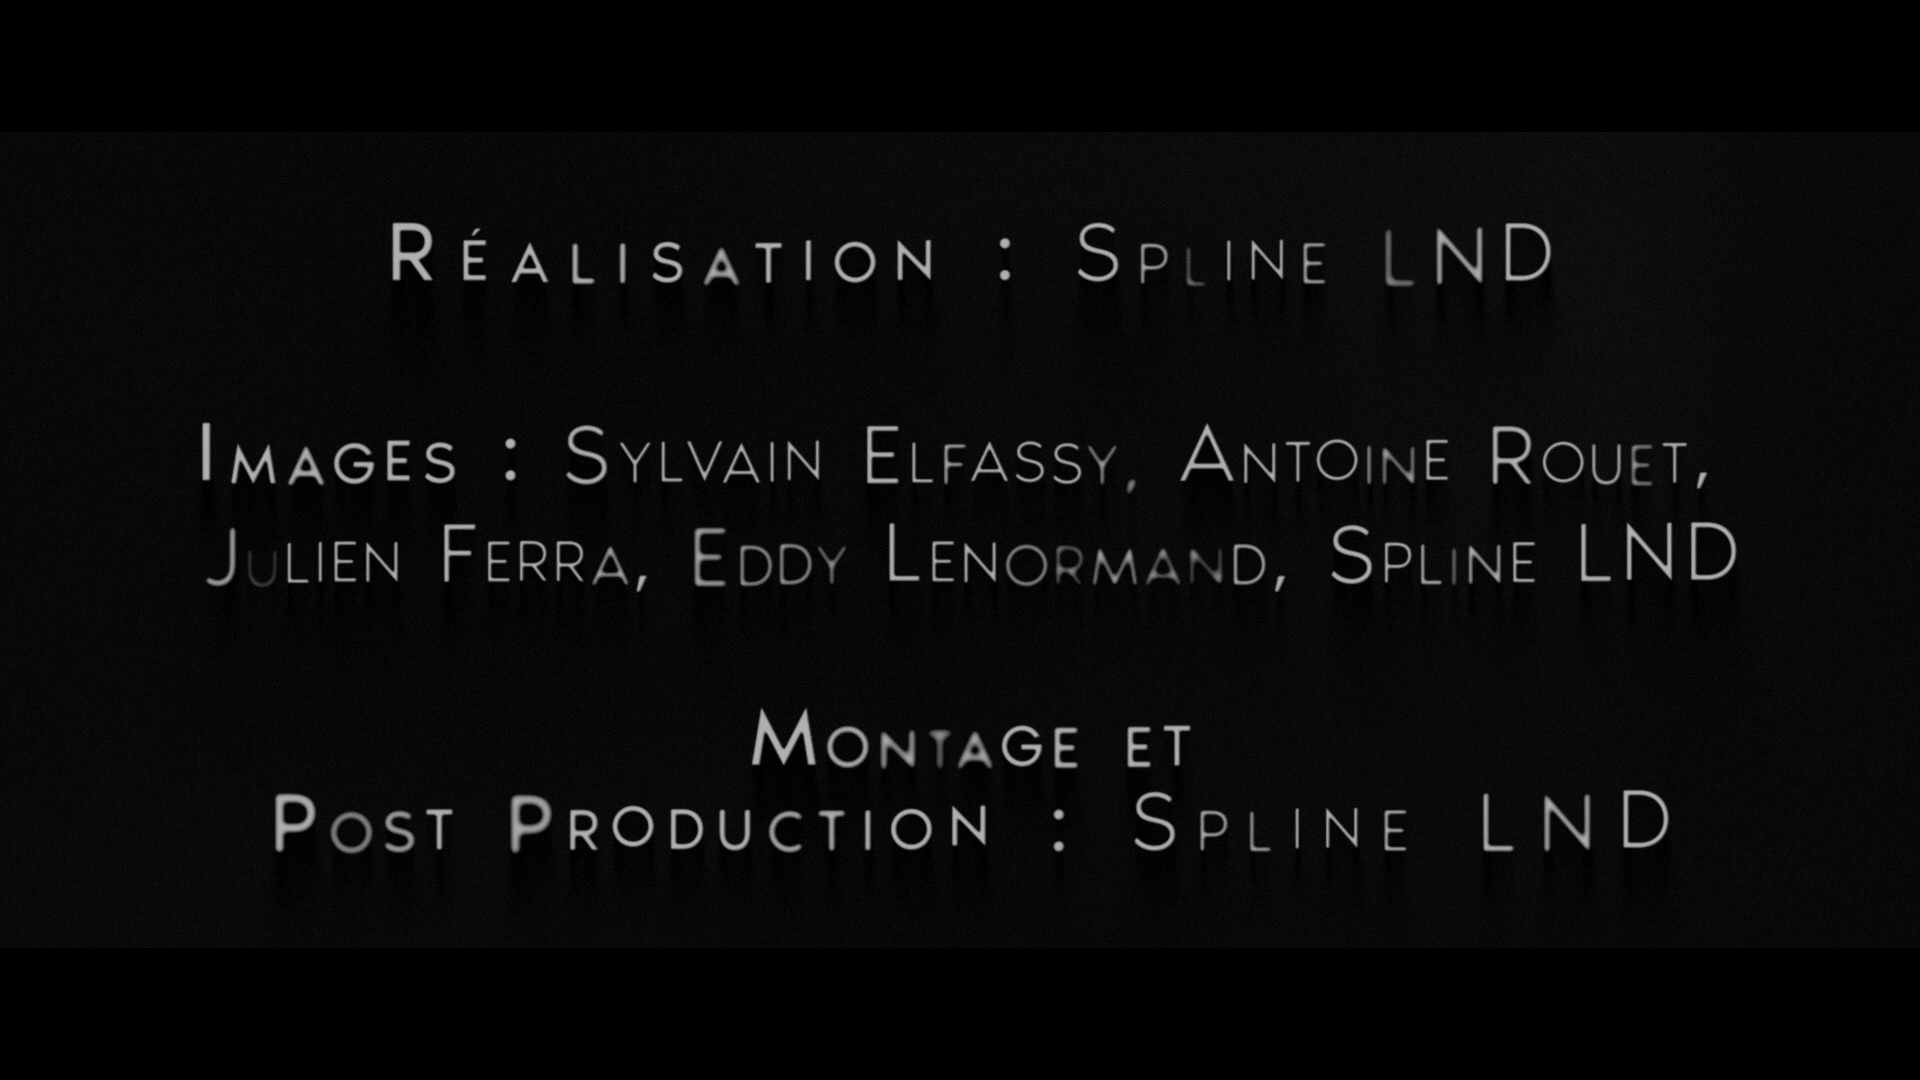 Réalisation : Spline LND
Images : Sylvain Elfassy, Antoine Rouet,
Julien Ferra, Eddy Lenormand, Spline LND
Montage et
Post Production : Spline LND